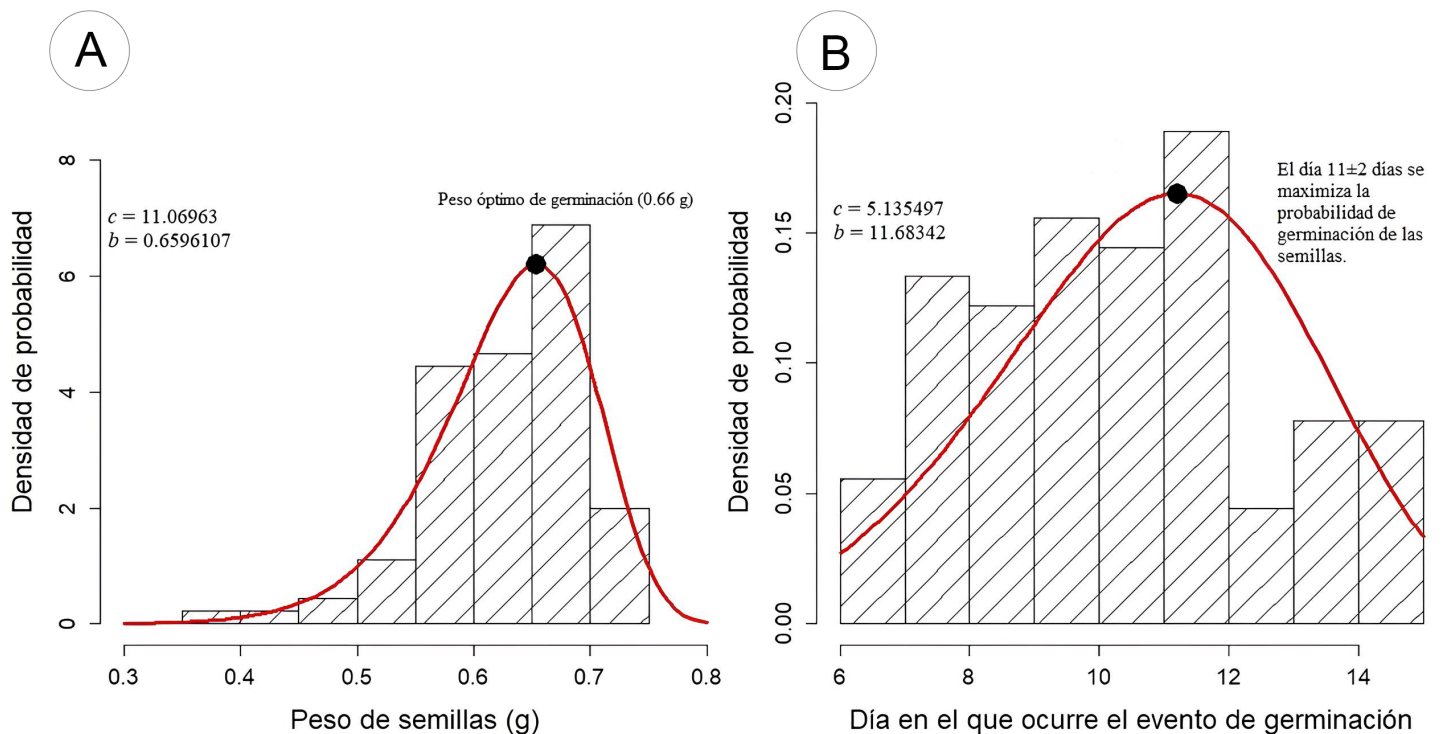 A
Densidad de probabilidad
8
6
4
2
0
c = 11.06963
b = 0.6596107
Peso óptimo de germinación (0.66 g)
0.3
0.4
0.5
0.6
0.7
0.8
Peso de semillas (g)
B
Densidad de probabilidad
0.20
0.15
0.10
0.05
0.00
c = 5.135497
b = 11.68342
El día 11±2 días se
maximiza la
probabilidad de
germinación de las
semillas.
6
8
10
12
14
Día en el que ocurre el evento de germinación